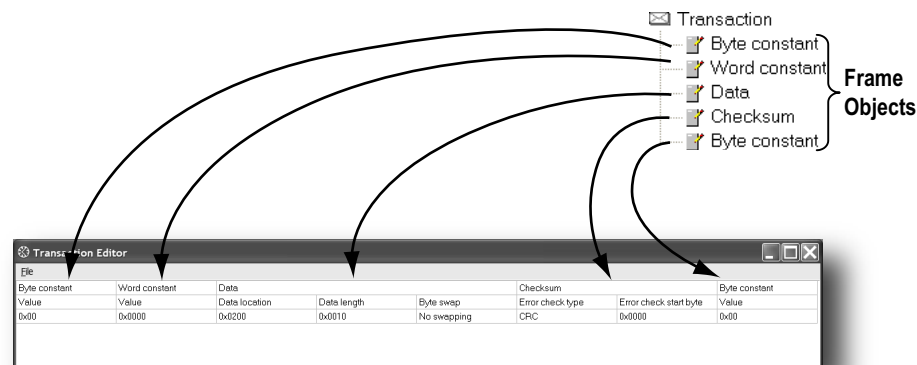 Transaction
Byte constant
Word constant
Data
Checksum
Byte constant
Frame
Objects
Transaction Editor
File
Byte constant Word constant Data Checksum Byte constant
Value Value Data location Data length Byte swap Error check type Error check start byte Value
0x00 0x0000 0x0200 0x0010 No swapping CRC 0x0000 0x00